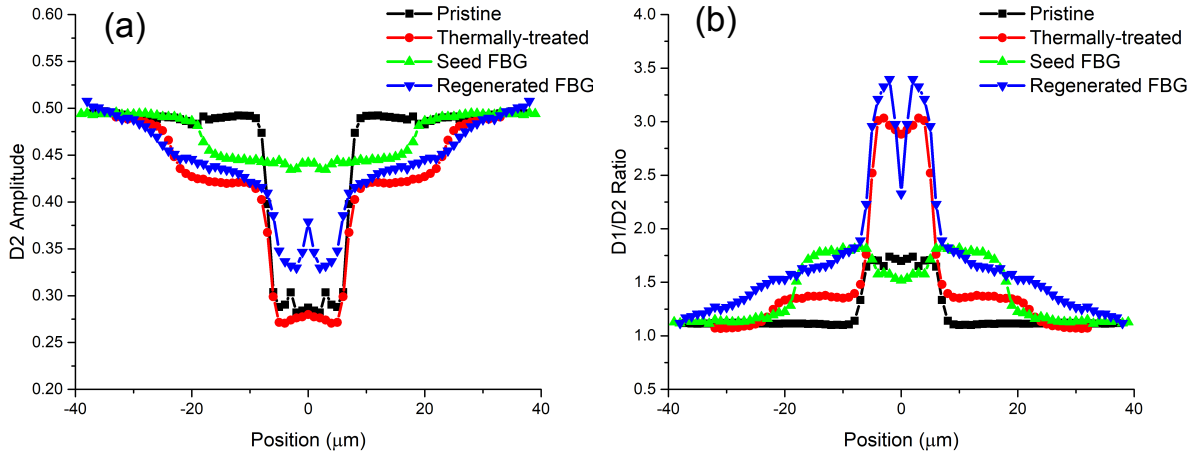 (a)
Pristine
Thermally-treated
Seed FBG
Regenerated FBG
0.60
0.55
0.50
0.45
0.40
0.35
0.30
0.25
0.20
D2 Amplitude
-40
-20
0
20
40
Position (μm)
(b)
Pristine
Thermally-treated
Seed FBG
Regenerated FBG
4.0
3.5
3.0
2.5
2.0
1.5
1.0
0.5
D1/D2 Ratio
-40
-20
0
20
40
Position (μm)